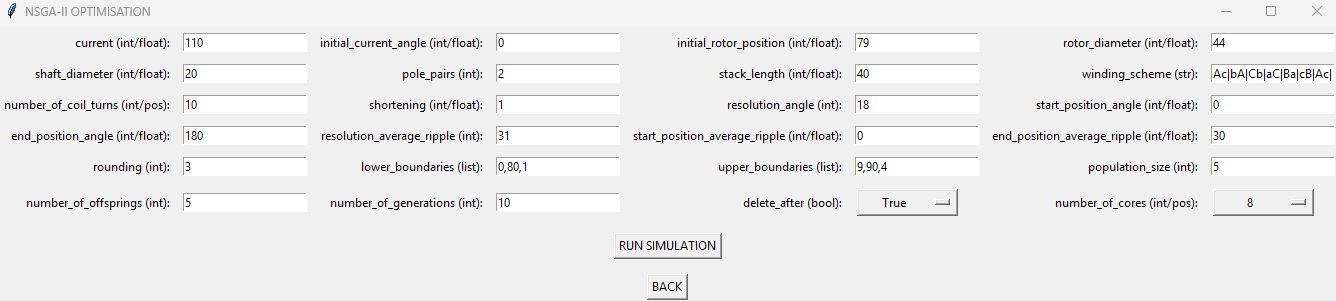 NSGA-II OPTIMISATION
current (int/float): 110 initial_current_angle (int/float): 0 initial_rotor_position (int/float): 79 rotor_diameter (int/float): 44
shaft_diameter (int/float): 20 pole_pairs (int): 2 stack_length (int/float): 40 winding_scheme (str): Ac|bA|Cb|aC|Ba|cB|Ac|
number_of_coil_turns (int/pos): 10 shortening (int/float): 1 resolution_angle (int): 18 start_position_angle (int/float): 0
end_position_angle (int/float): 180 resolution_average_ripple (int): 31 start_position_average_ripple (int/float): 0 end_position_average_ripple (int/float): 30
rounding (int): 3 lower_boundaries (list): 0,80,1 upper_boundaries (list): 9,90,4 population_size (int): 5
number_of_offsprings (int): 5 number_of_generations (int): 10 delete_after (bool): True number_of_cores (int/pos): 8
RUN SIMULATION
BACK